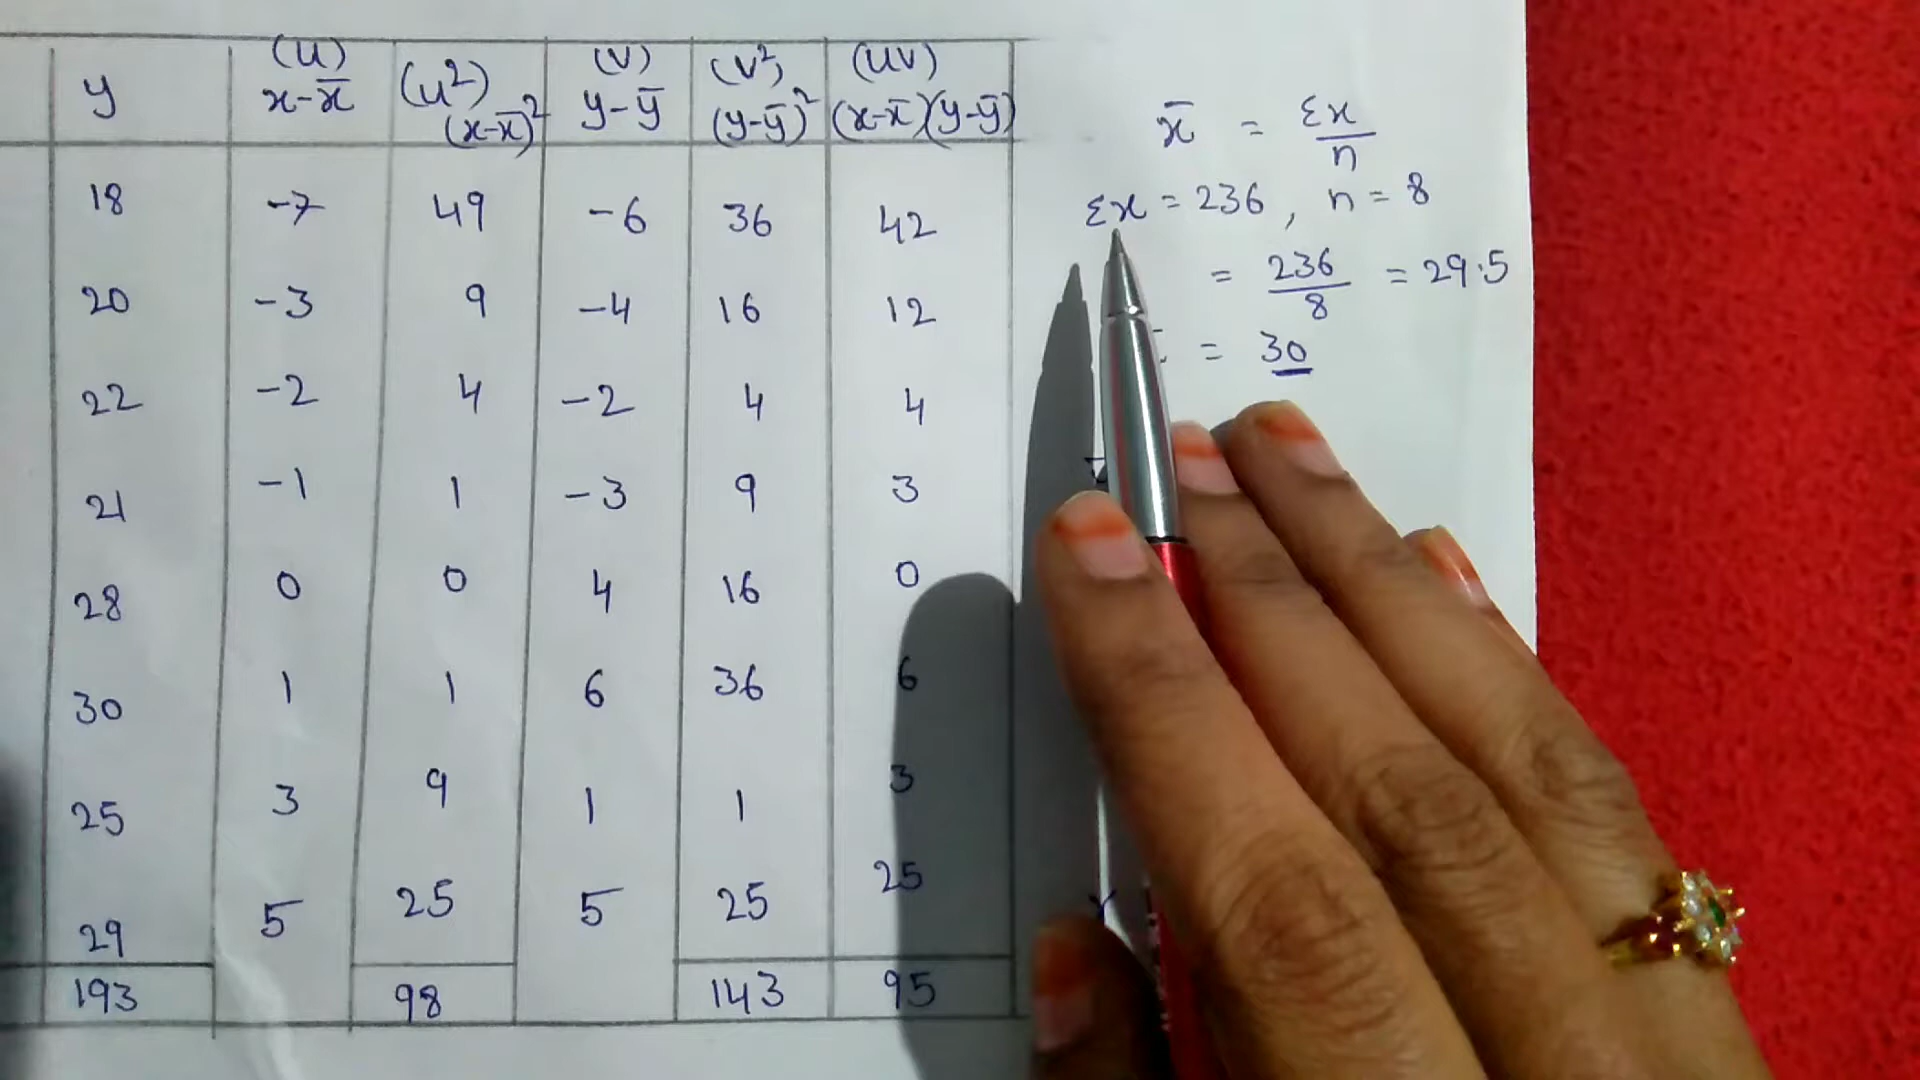 y (u) x-x̄ (u²) (x-x̄)² (v) y-ȳ (v²) (y-ȳ)² (uv) (x-x̄)(y-ȳ)
18 -7 49 -6 36 42
20 -3 9 -4 16 12
22 -2 4 -2 4 4
21 -1 1 -3 9 3
28 0 0 4 16 0
30 1 1 6 36 6
25 3 9 1 1 3
29 5 25 5 25 25
193 98 143 95
x̄ = Σx/n
Σx = 236, n = 8
= 236/8 = 29.5
= 30